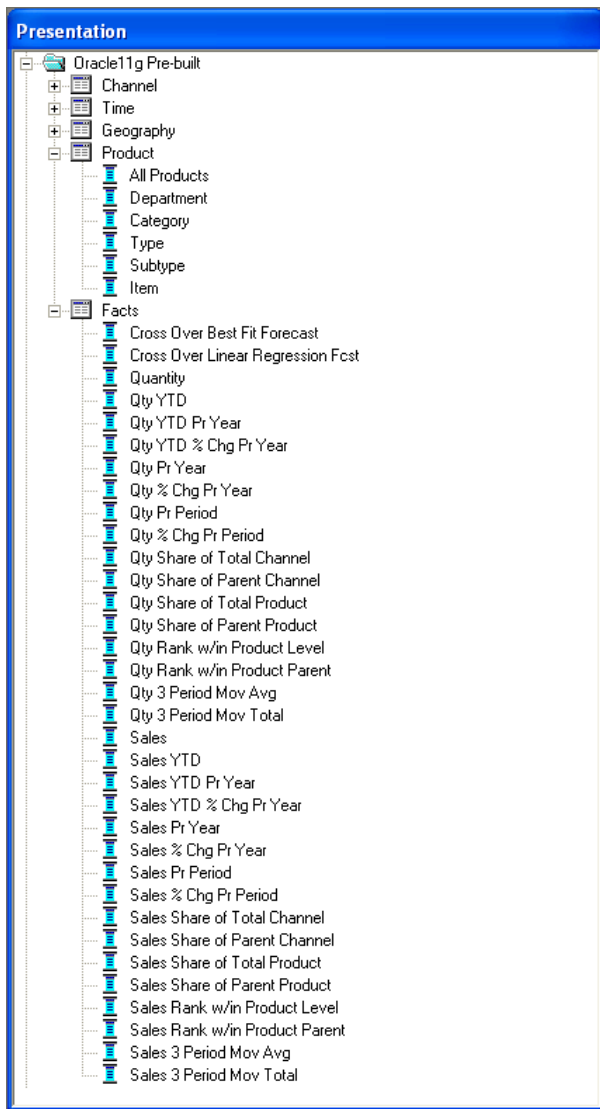 Presentation
Oracle11g Pre-built
Channel
Time
Geography
Product
All Products
Department
Category
Type
Subtype
Item
Facts
Cross Over Best Fit Forecast
Cross Over Linear Regression Fcst
Quantity
Qty YTD
Qty YTD Pr Year
Qty YTD % Chg Pr Year
Qty Pr Year
Qty % Chg Pr Year
Qty Pr Period
Qty % Chg Pr Period
Qty Share of Total Channel
Qty Share of Parent Channel
Qty Share of Total Product
Qty Share of Parent Product
Qty Rank w/in Product Level
Qty Rank w/in Product Parent
Qty 3 Period Mov Avg
Qty 3 Period Mov Total
Sales
Sales YTD
Sales YTD Pr Year
Sales YTD % Chg Pr Year
Sales Pr Year
Sales % Chg Pr Year
Sales Pr Period
Sales % Chg Pr Period
Sales Share of Total Channel
Sales Share of Parent Channel
Sales Share of Total Product
Sales Share of Parent Product
Sales Rank w/in Product Level
Sales Rank w/in Product Parent
Sales 3 Period Mov Avg
Sales 3 Period Mov Total